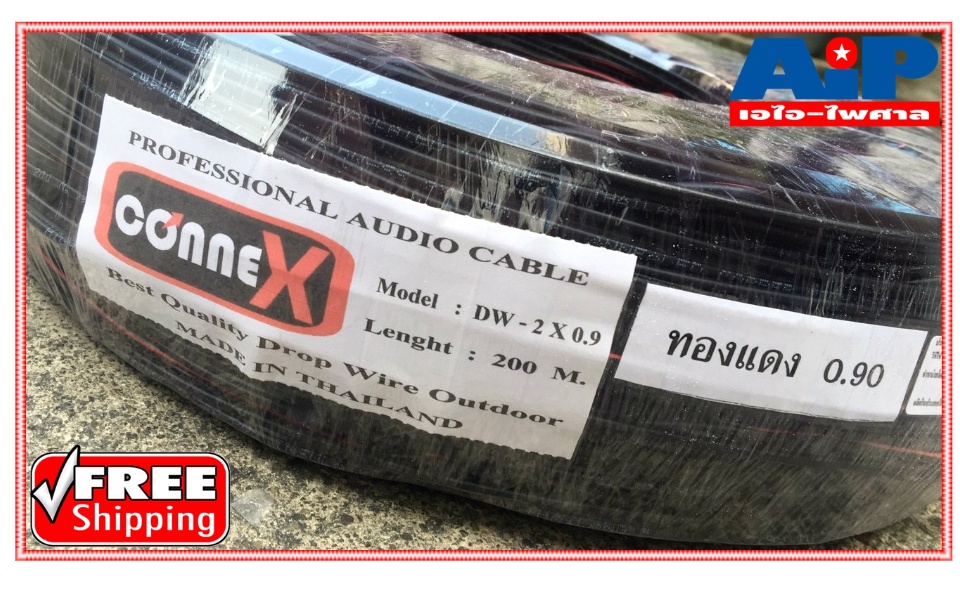 AiP
เอไอ-ไพศาล
PROFESSIONAL AUDIO CABLE
CONNEX
Model : DW - 2 X 0.9
Lenght : 200 M.
Best Quality Drop Wire Outdoor
MADE IN THAILAND
ทองแดง 0.90
FREE
Shipping